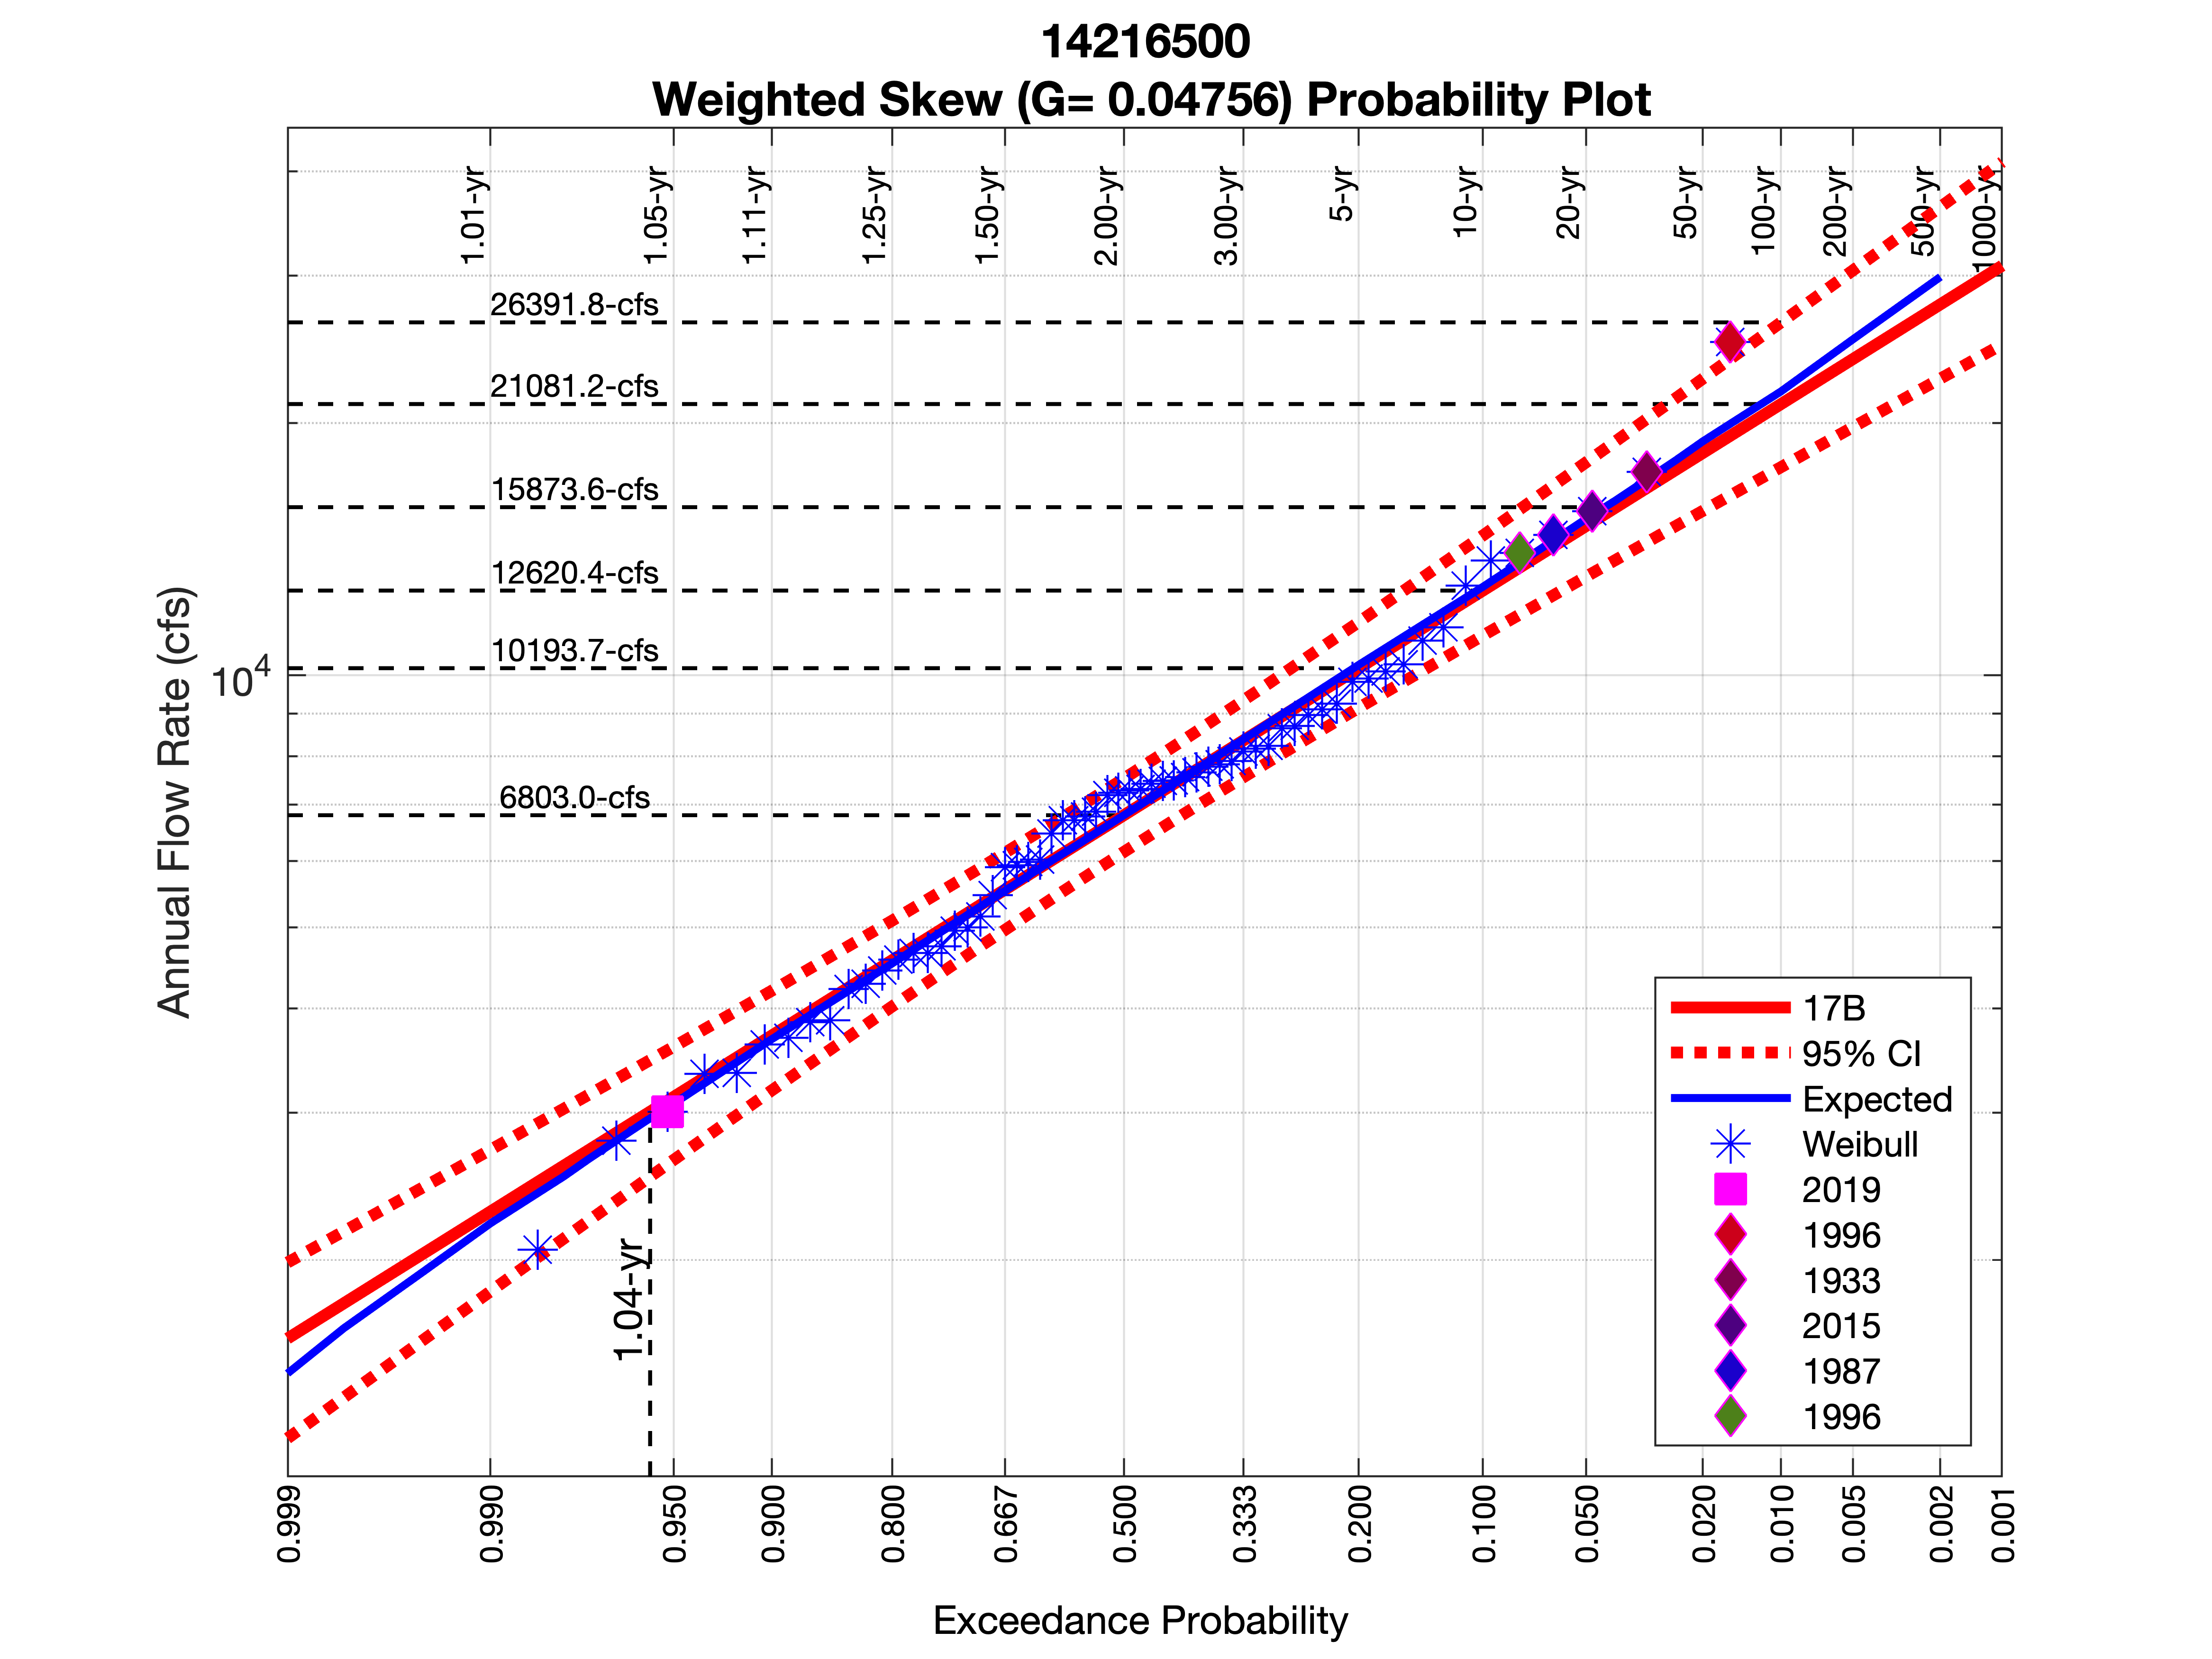 14216500
Weighted Skew (G= 0.04756) Probability Plot
1.01-yr
1.05-yr
1.11-yr
1.25-yr
1.50-yr
2.00-yr
3.00-yr
5-yr
10-yr
20-yr
50-yr
100-yr
200-yr
500-yr
1000-yr
26391.8-cfs
21081.2-cfs
15873.6-cfs
12620.4-cfs
10193.7-cfs
6803.0-cfs
10⁴
Annual Flow Rate (cfs)
1.04-yr
17B
95% CI
Expected
Weibull
2019
1996
1933
2015
1987
1996
0.999
0.990
0.950
0.900
0.800
0.667
0.500
0.333
0.200
0.100
0.050
0.020
0.010
0.005
0.002
0.001
Exceedance Probability